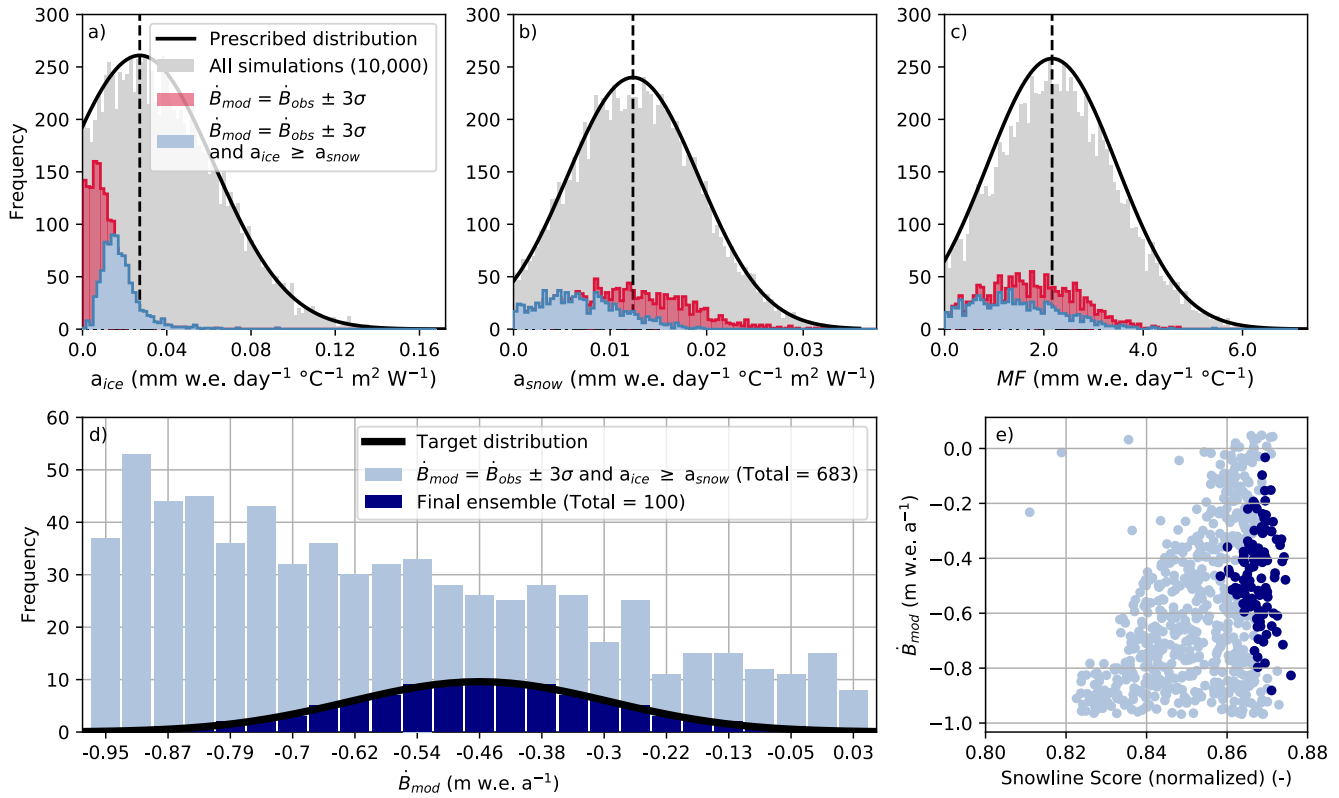 a)
Prescribed distribution
All simulations (10,000)
Ḃmod = Ḃobs ± 3σ
Ḃmod = Ḃobs ± 3σ
and aice ≥ asnow
Frequency
300
250
200
150
100
50
0
0.0 0.04 0.08 0.12 0.16
aice (mm w.e. day⁻¹ °C⁻¹ m² W⁻¹)
b)
300
250
200
150
100
50
0
0.0 0.01 0.02 0.03
asnow (mm w.e. day⁻¹ °C⁻¹ m² W⁻¹)
c)
300
250
200
150
100
50
0
0.0 2.0 4.0 6.0
MF (mm w.e. day⁻¹ °C⁻¹)
d)
Target distribution
Ḃmod = Ḃobs ± 3σ and aice ≥ asnow (Total = 683)
Final ensemble (Total = 100)
Frequency
60
50
40
30
20
10
0
-0.95 -0.87 -0.79 -0.7 -0.62 -0.54 -0.46 -0.38 -0.3 -0.21 -0.13 -0.05 0.03
Ḃmod (m w.e. a⁻¹)
e)
Ḃmod (m w.e. a⁻¹)
0.0
−0.2
−0.4
−0.6
−0.8
−1.0
0.80 0.82 0.84 0.86 0.88
Snowline Score (normalized) (-)